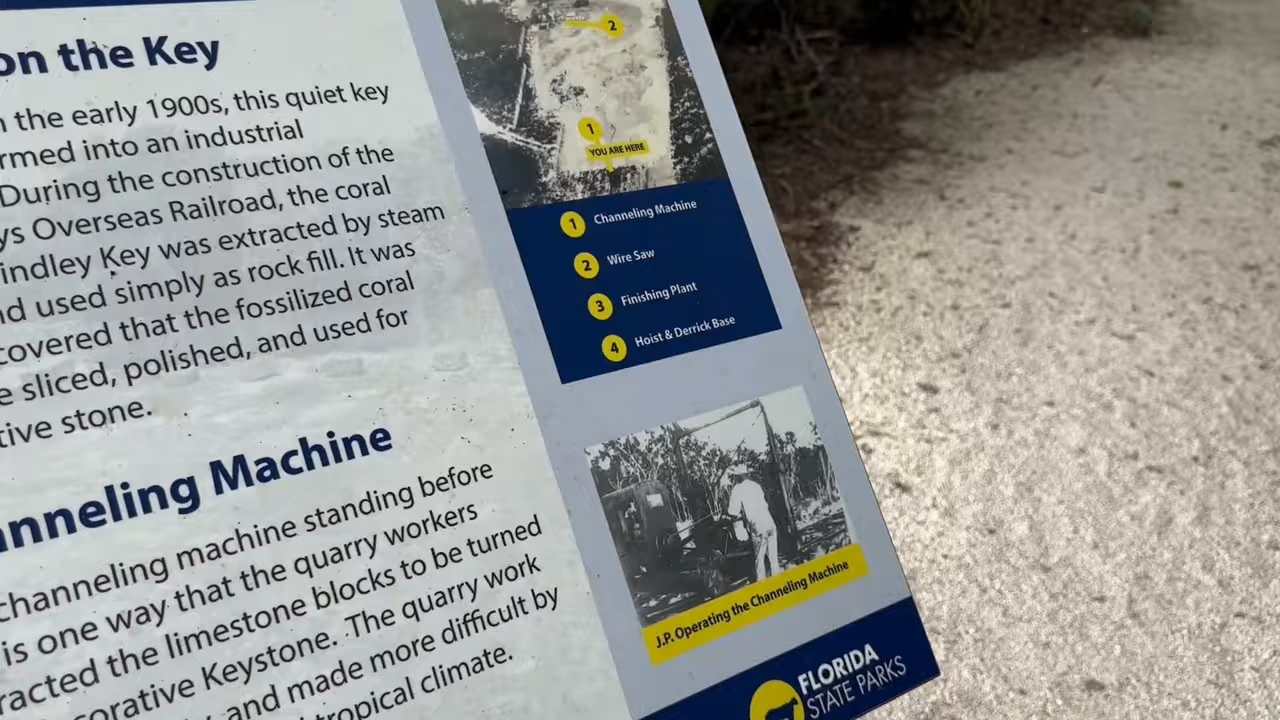 on the Key
the early 1900s, this quiet key
rmed into an industrial
During the construction of the
ys Overseas Railroad, the coral
indley Key was extracted by steam
nd used simply as rock fill. It was
covered that the fossilized coral
e sliced, polished, and used for
tive stone.
anneling Machine
channeling machine standing before
is one way that the quarry workers
racted the limestone blocks to be turned
corative Keystone. The quarry work
and made more difficult by
tropical climate.
2
1
YOU ARE HERE
1 Channeling Machine
2 Wire Saw
3 Finishing Plant
4 Hoist & Derrick Base
J.P. Operating the Channeling Machine
FLORIDA
STATE PARKS